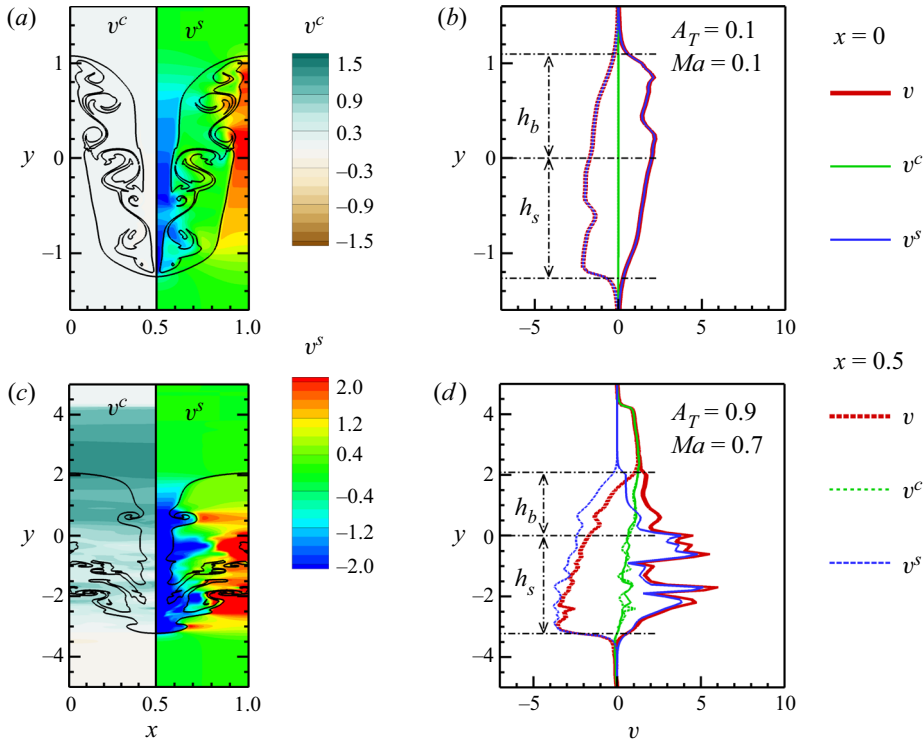 (a)
v^c
v^s
1
0
−1
y
0
0.5
1.0
v^c
1.5
0.9
0.3
−0.3
−0.9
−1.5
(b)
A_T = 0.1
Ma = 0.1
h_b
h_s
1
0
−1
y
−5
0
5
10
x = 0
v
v^c
v^s
(c)
v^c
v^s
4
2
0
−2
−4
y
0
0.5
1.0
x
v^s
2.0
1.2
0.4
−0.4
−1.2
−2.0
(d)
A_T = 0.9
Ma = 0.7
h_b
h_s
4
2
0
−2
−4
y
−5
0
5
10
v
x = 0.5
v
v^c
v^s